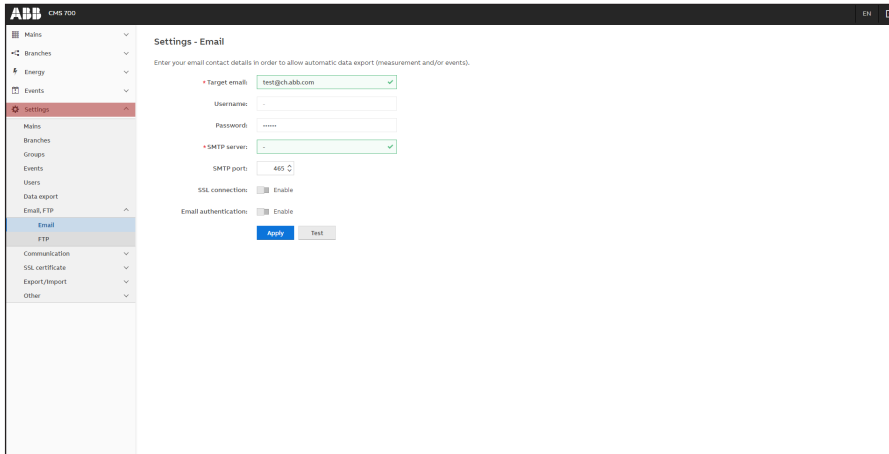 ABB CMS 700 EN
Mains
Branches
Energy
Events
Settings
Mains
Branches
Groups
Events
Users
Data export
Email, FTP
Email
FTP
Communication
SSL certificate
Export/Import
Other
Settings - Email
Enter your email contact details in order to allow automatic data export (measurement and/or events).
* Target email: test@ch.abb.com
Username: -
Password: ••••••
* SMTP server: -
SMTP port: 465
SSL connection: Enable
Email authentication: Enable
Apply Test